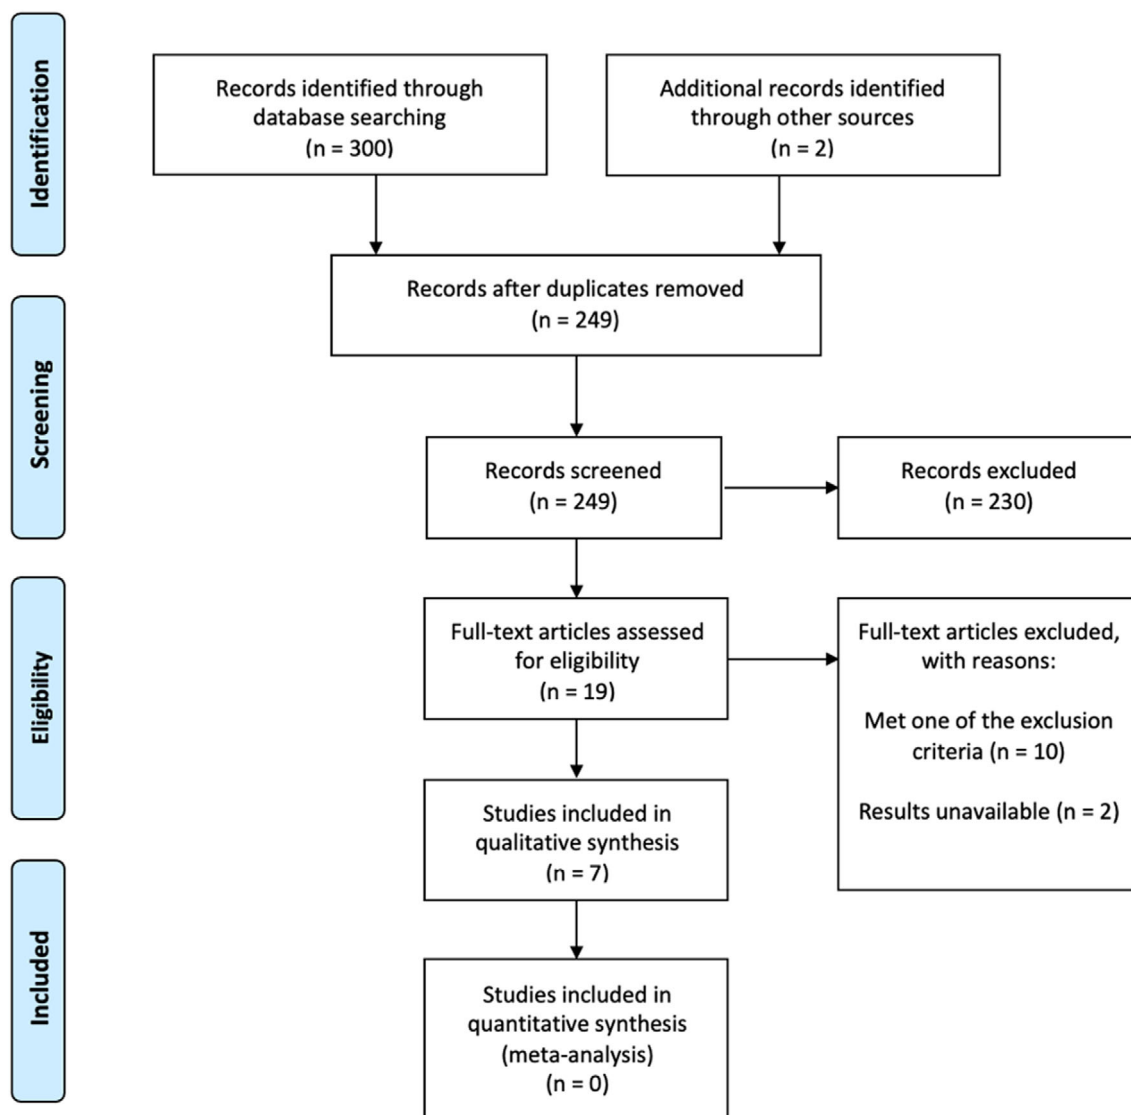 Identification
Records identified through
database searching
(n = 300)
Additional records identified
through other sources
(n = 2)
Records after duplicates removed
(n = 249)
Screening
Records screened
(n = 249)
Records excluded
(n = 230)
Eligibility
Full-text articles assessed
for eligibility
(n = 19)
Full-text articles excluded,
with reasons:
Met one of the exclusion
criteria (n = 10)
Results unavailable (n = 2)
Studies included in
qualitative synthesis
(n = 7)
Included
Studies included in
quantitative synthesis
(meta-analysis)
(n = 0)